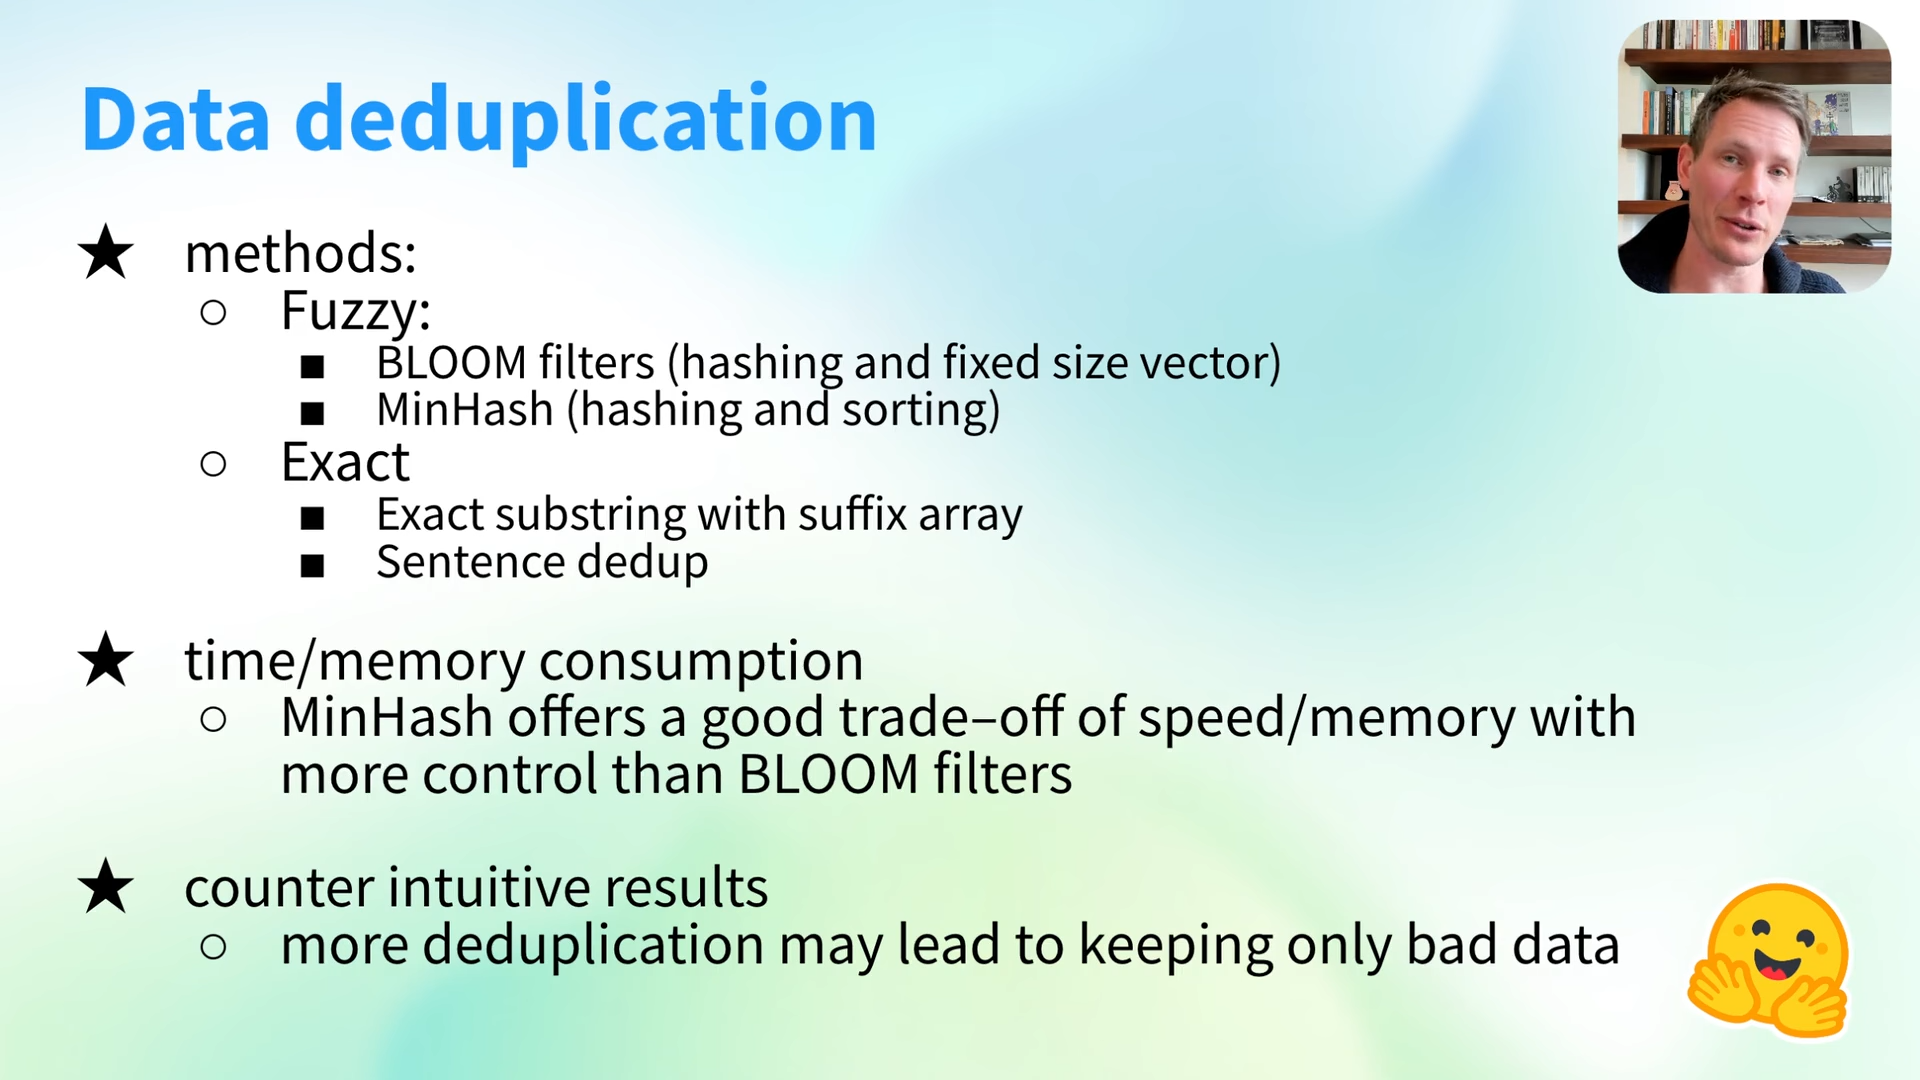 Data deduplication
★ methods:
○ Fuzzy:
■ BLOOM filters (hashing and fixed size vector)
■ MinHash (hashing and sorting)
○ Exact
■ Exact substring with suffix array
■ Sentence dedup
★ time/memory consumption
○ MinHash offers a good trade–off of speed/memory with
more control than BLOOM filters
★ counter intuitive results
○ more deduplication may lead to keeping only bad data